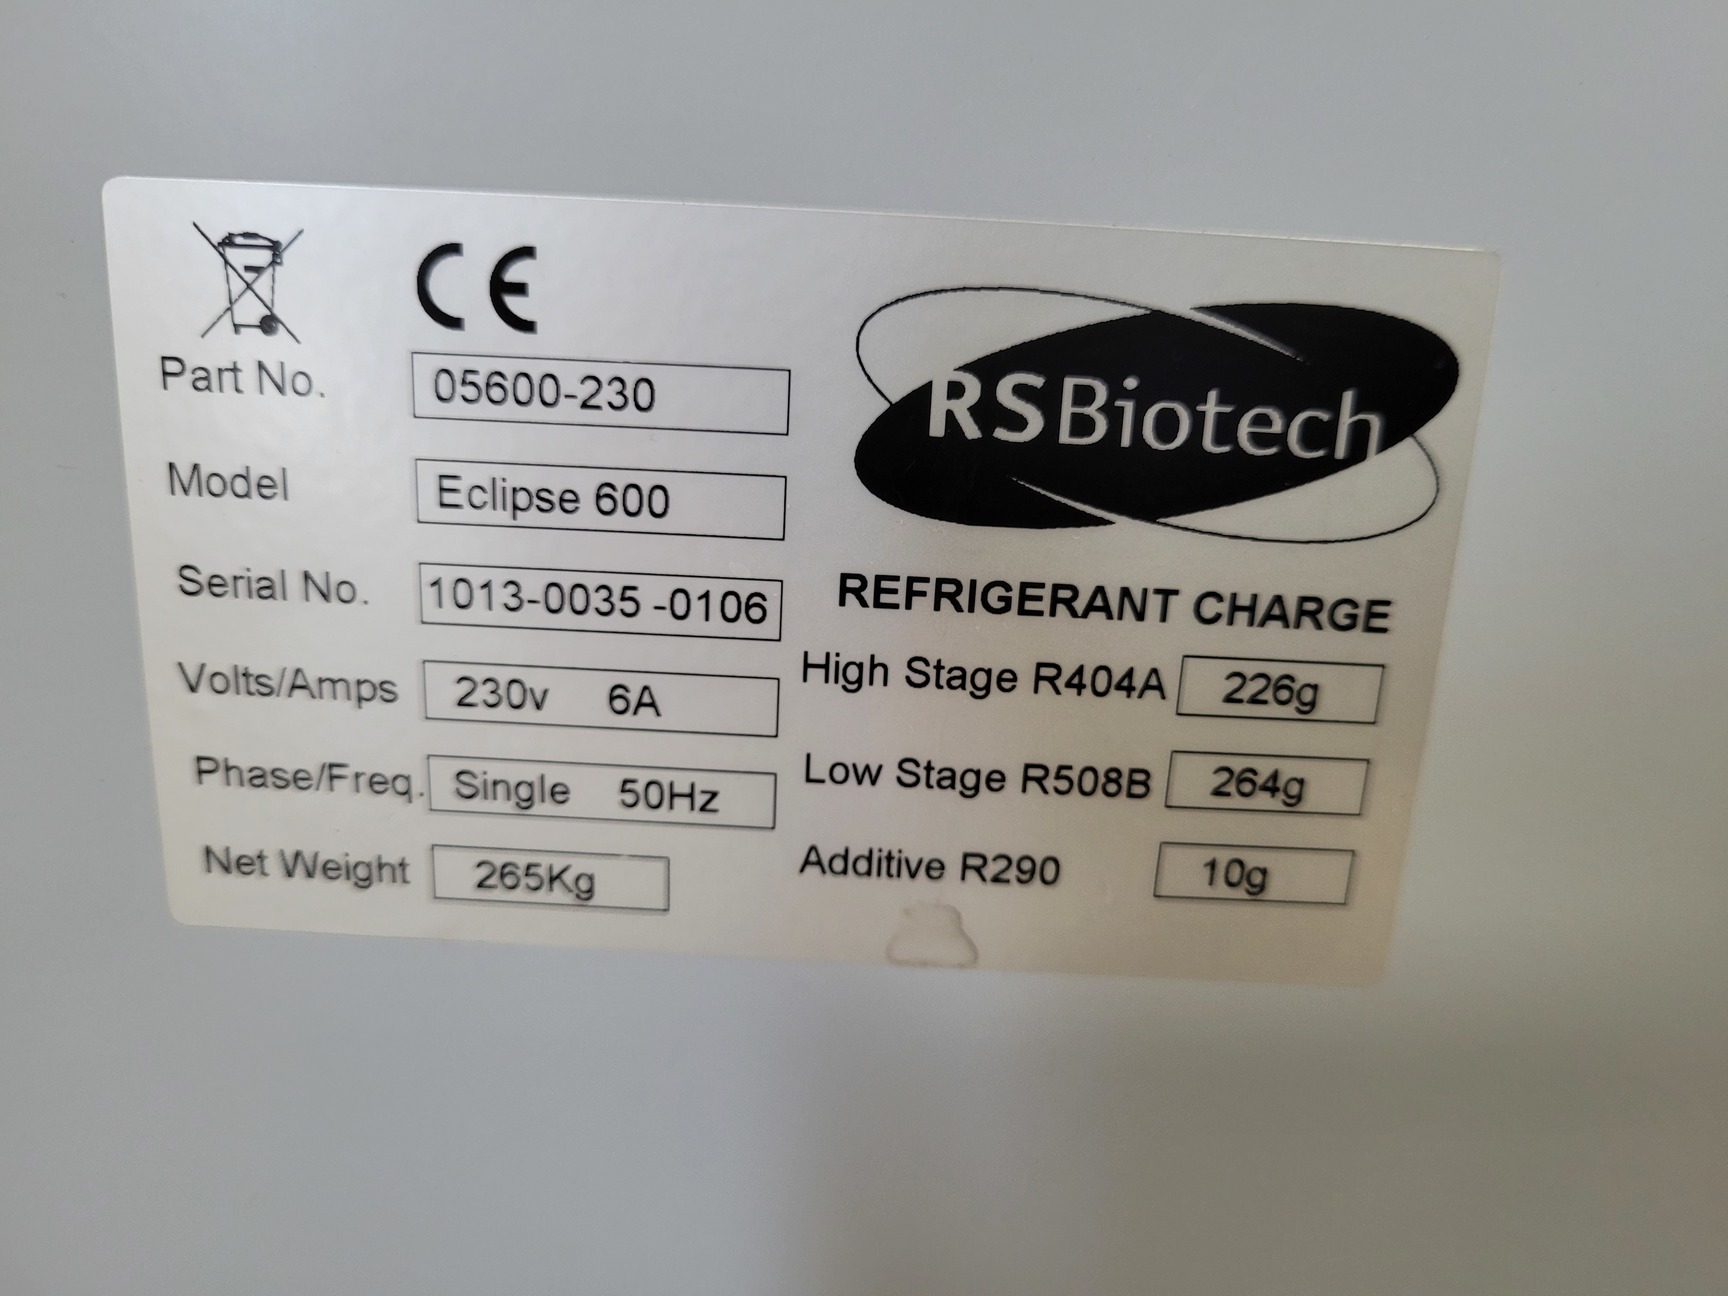 CE
RSBiotech
Part No. 05600-230
Model Eclipse 600
Serial No. 1013-0035 -0106
Volts/Amps 230v 6A
Phase/Freq. Single 50Hz
Net Weight 265Kg
REFRIGERANT CHARGE
High Stage R404A 226g
Low Stage R508B 264g
Additive R290 10g